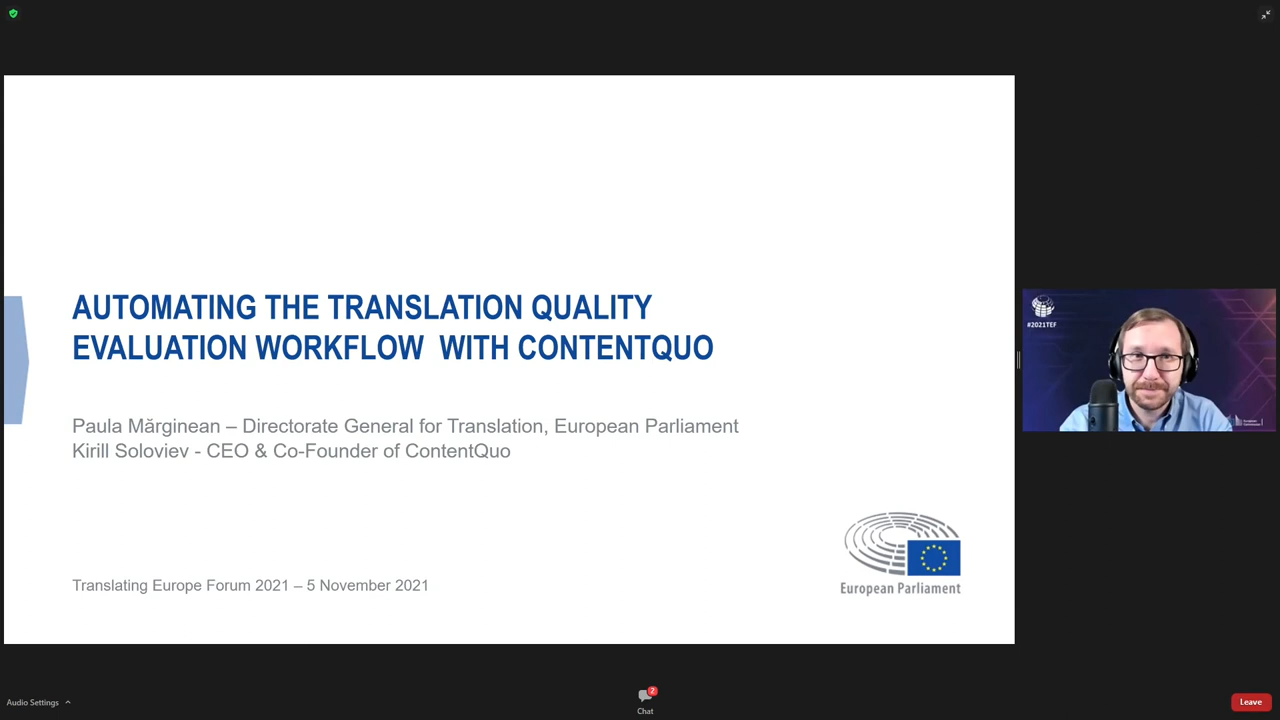 AUTOMATING THE TRANSLATION QUALITY
EVALUATION WORKFLOW  WITH CONTENTQUO
Paula Mărginean – Directorate General for Translation, European Parliament
Kirill Soloviev - CEO & Co-Founder of ContentQuo
Translating Europe Forum 2021 – 5 November 2021
European Parliament
#2021TEF
European
Commission
Audio Settings
2
Chat
Leave